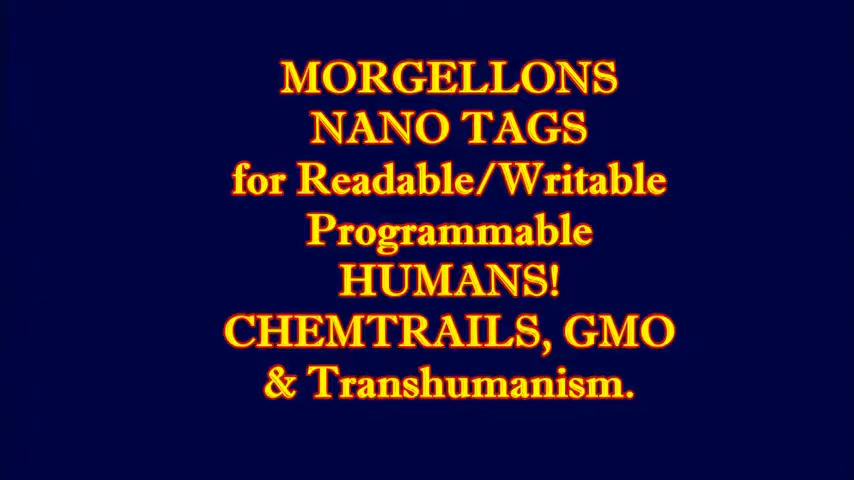 MORGELLONS
NANO TAGS
for Readable/Writable
Programmable
HUMANS!
CHEMTRAILS, GMO
& Transhumanism.